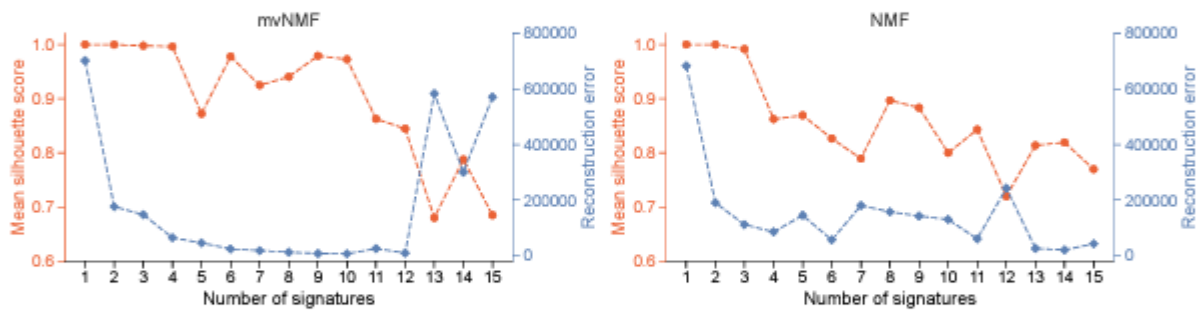 mvNMF
1.0
0.9
0.8
0.7
0.6
Mean silhouette score
800000
600000
400000
200000
0
Reconstruction error
1 2 3 4 5 6 7 8 9 10 11 12 13 14 15
Number of signatures
NMF
1.0
0.9
0.8
0.7
0.6
Mean silhouette score
800000
600000
400000
200000
0
Reconstruction error
1 2 3 4 5 6 7 8 9 10 11 12 13 14 15
Number of signatures